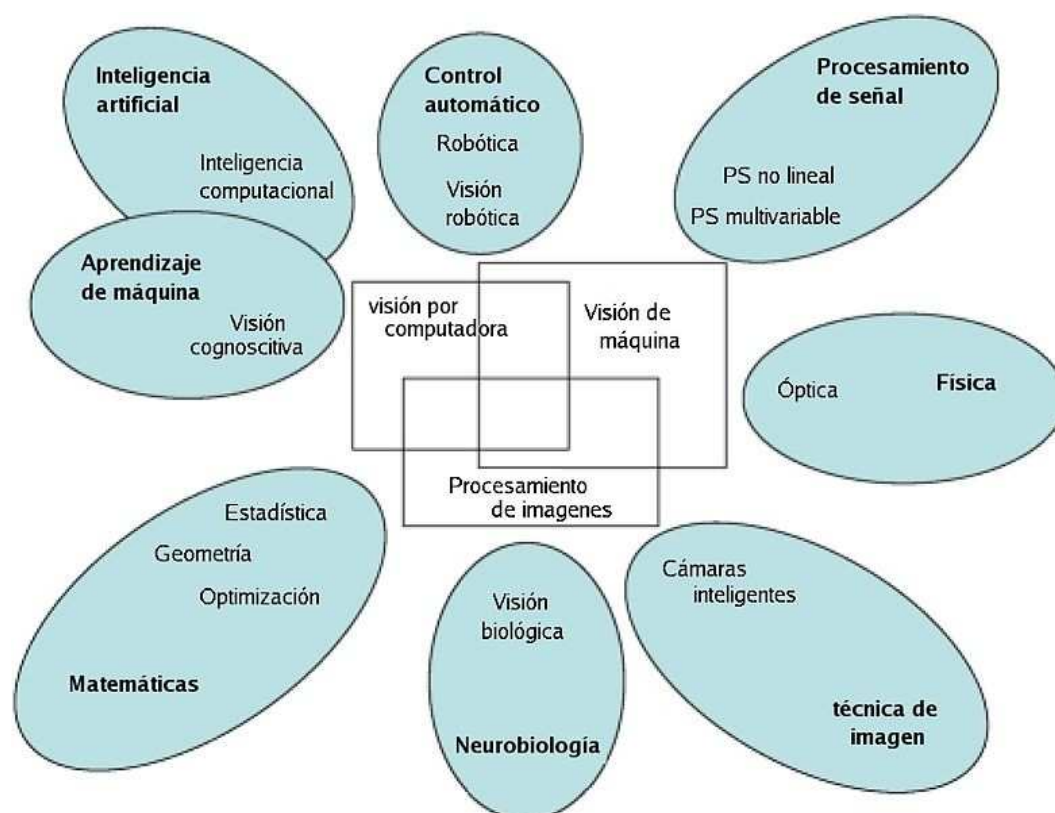 Inteligencia
artificial
Inteligencia
computacional
Control
automático
Robótica
Visión
robótica
Procesamiento
de señal
PS no lineal
PS multivariable
Aprendizaje
de máquina
Visión
cognoscitiva
visión por
computadora
Visión de
máquina
Procesamiento
de imagenes
Óptica
Física
Estadística
Geometría
Optimización
Matemáticas
Visión
biológica
Neurobiología
Cámaras
inteligentes
técnica de
imagen